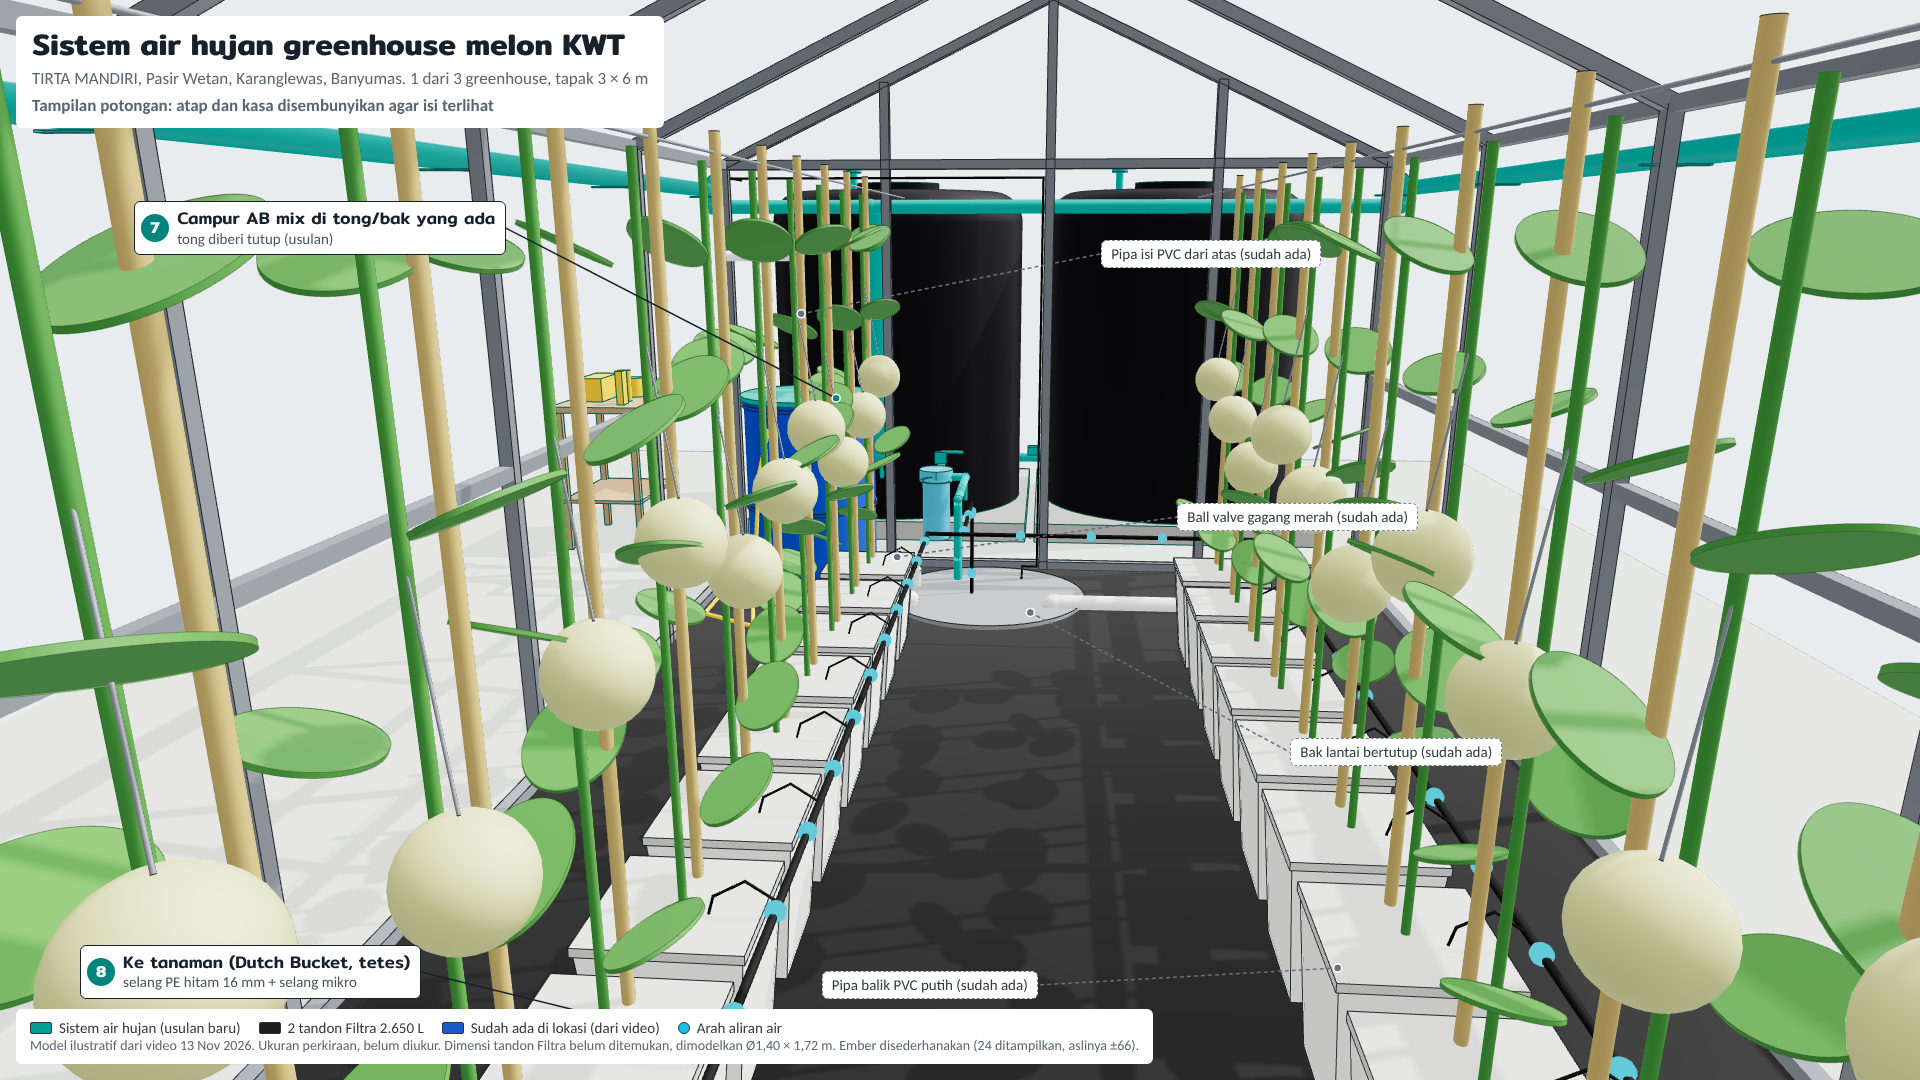 Sistem air hujan greenhouse melon KWT
TIRTA MANDIRI, Pasir Wetan, Karanglewas, Banyumas. 1 dari 3 greenhouse, tapak 3 × 6 m
Tampilan potongan: atap dan kasa disembunyikan agar isi terlihat
7
Campur AB mix di tong/bak yang ada
tong diberi tutup (usulan)
Pipa isi PVC dari atas (sudah ada)
Ball valve gagang merah (sudah ada)
Bak lantai bertutup (sudah ada)
8
Ke tanaman (Dutch Bucket, tetes)
selang PE hitam 16 mm + selang mikro
Pipa balik PVC putih (sudah ada)
Sistem air hujan (usulan baru)
2 tandon Filtra 2.650 L
Sudah ada di lokasi (dari video)
Arah aliran air
Model ilustratif dari video 13 Nov 2026. Ukuran perkiraan, belum diukur. Dimensi tandon Filtra belum ditemukan, dimodelkan Ø1,40 × 1,72 m. Ember disederhanakan (24 ditampilkan, aslinya ±66).